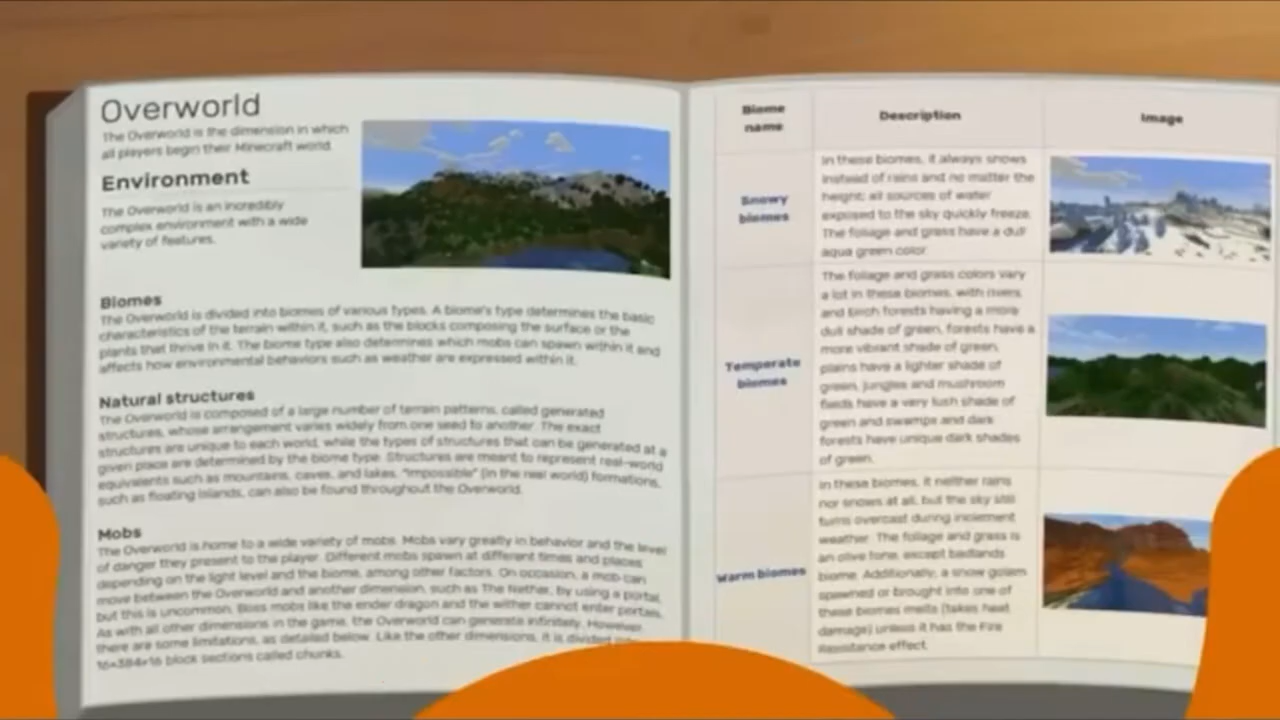 Overworld
The Overworld is the dimension in which
all players begin their Minecraft world.
Environment
The Overworld is an incredibly
complex environment with a wide
variety of features.
Biomes
The Overworld is divided into biomes of various types. A biome's type determines the basic
characteristics of the terrain within it, such as the blocks composing the surface or the
plants that thrive in it. The biome type also determines which mobs can spawn within it and
affects how environmental behaviors such as weather are expressed within it.
Natural structures
The Overworld is composed of a large number of terrain patterns, called generated
structures, whose arrangement varies widely from one seed to another. The exact
structures are unique to each world, while the types of structures that can be generated at a
given place are determined by the biome type. Structures are meant to represent real-world
equivalents such as mountains, caves, and lakes. "Impossible" (in the real world) formations,
such as floating islands, can also be found throughout the Overworld.
Mobs
The Overworld is home to a wide variety of mobs. Mobs vary greatly in behavior and the level
of danger they present to the player. Different mobs spawn at different times and places
depending on the light level and the biome, among other factors. On occasion, a mob can
move between the Overworld and another dimension, such as The Nether, by using a portal,
but this is uncommon. Boss mobs like the ender dragon and the wither cannot enter portals.
As with all other dimensions in the game, the Overworld can generate infinitely. However,
there are some limitations, as detailed below. Like the other dimensions, it is divided
16×384×16 block sections called chunks.
Biome
name
Description
Image
Snowy
biomes
In these biomes, it always snows
instead of rains and no matter the
height; all sources of water
exposed to the sky quickly freeze.
The foliage and grass have a dull
aqua green color.
Temperate
biomes
The foliage and grass colors vary
a lot in these biomes, with rivers
and birch forests having a more
dull shade of green, forests have a
more vibrant shade of green,
plains have a lighter shade of
green, jungles and mushroom
fields have a very lush shade of
green and swamps and dark
forests have unique dark shades
of green.
Warm biomes
In these biomes, it neither rains
nor snows at all, but the sky still
turns overcast during inclement
weather. The foliage and grass is
an olive tone, except badlands
biome. Additionally, a snow golem
spawned or brought into one of
these biomes melts (takes heat
damage) unless it has the Fire
Resistance effect.